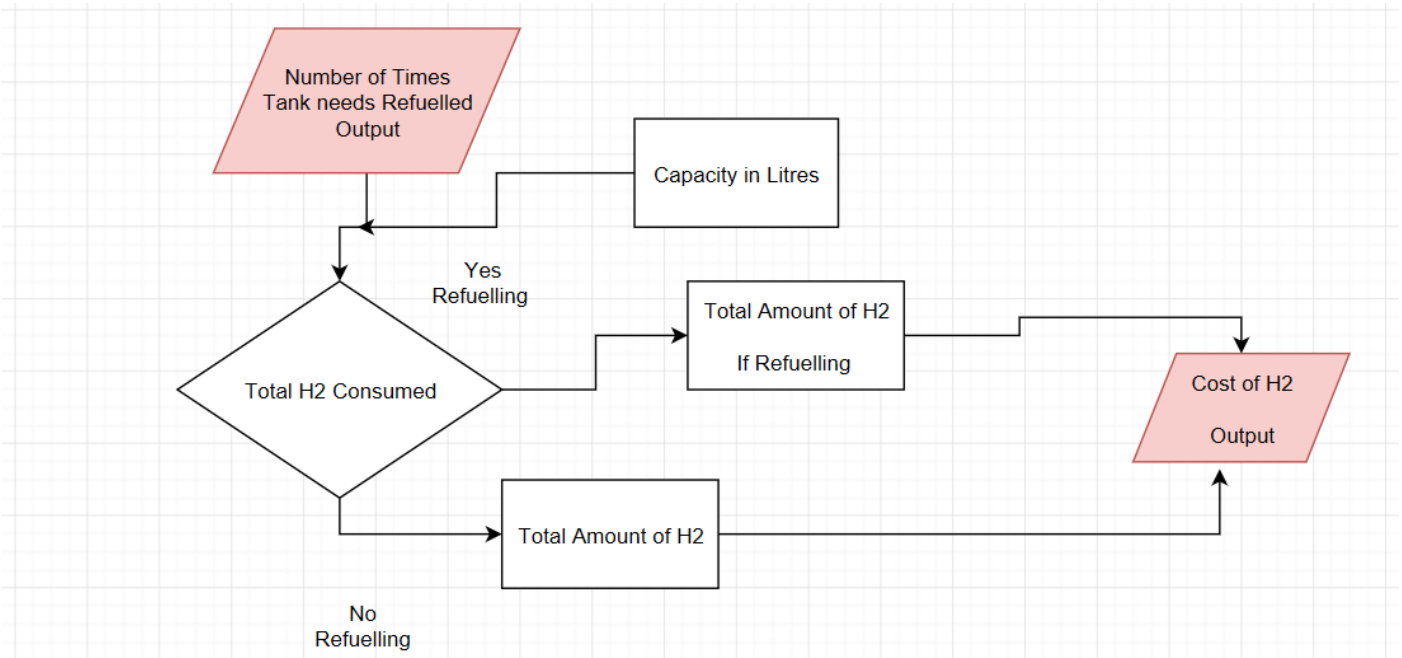 Number of Times
Tank needs Refuelled
Output
Capacity in Litres
Yes
Refuelling
Total Amount of H2
If Refuelling
Cost of H2
Output
Total H2 Consumed
Total Amount of H2
No
Refuelling